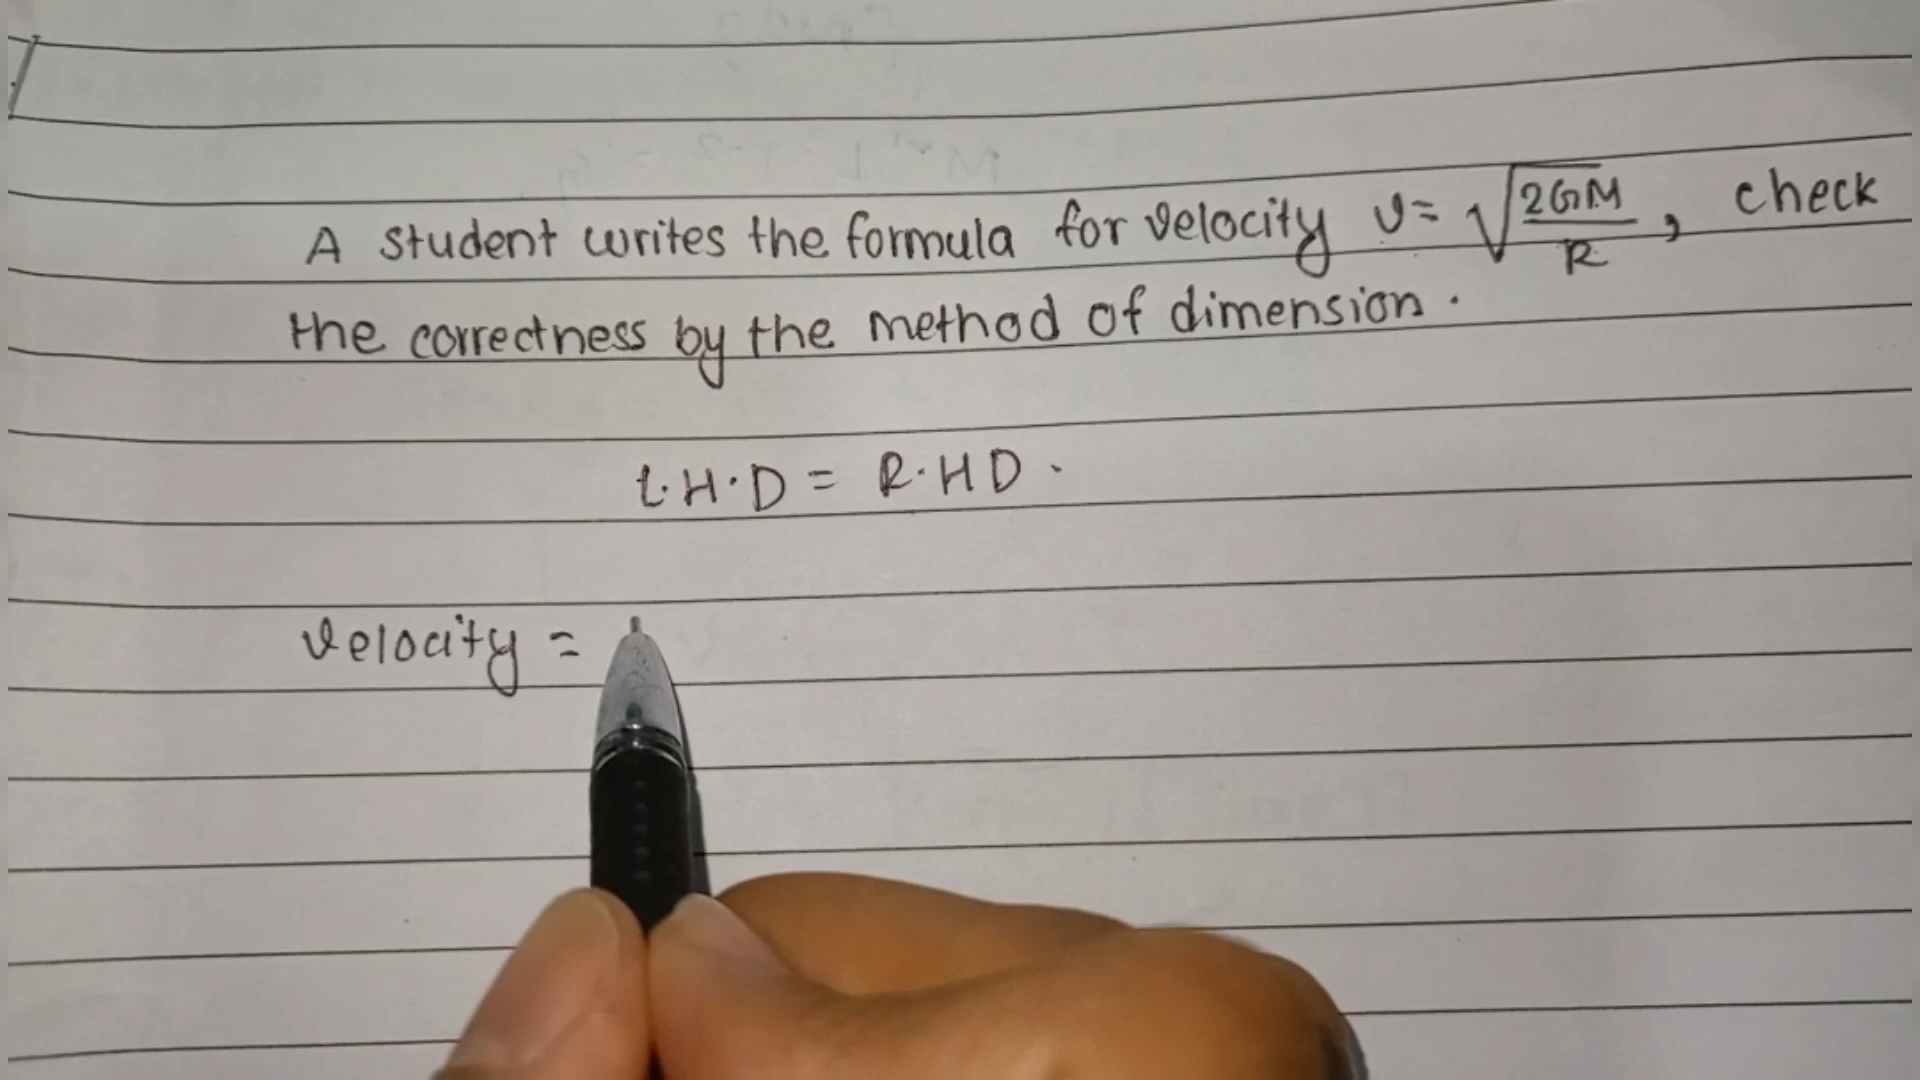 A student writes the formula for velocity v = √2GM/R, check
the correctness by the method of dimension.
L.H.D = R.HD.
velocity =